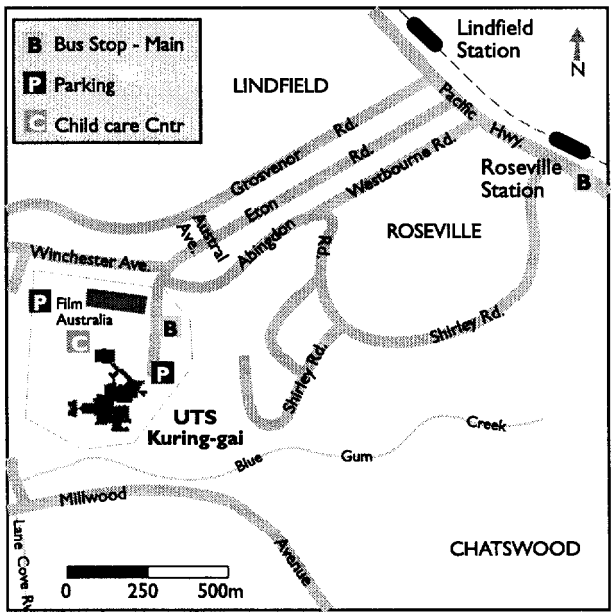 B Bus Stop - Main
P Parking
C Child care Cntr
Lindfield
Station
N
LINDFIELD
Pacific Hwy.
Grosvenor Rd.
Eton Rd.
Westbourne Rd.
Roseville
Station
B
Austral
Ave.
Abingdon Rd.
ROSEVILLE
Winchester Ave.
P
Film
Australia
B
C
P
Shirley Rd.
Shirley Rd.
UTS
Kuring-gai
Blue Gum Creek
Millwood Avenue
Lane Cove
CHATSWOOD
0 250 500m